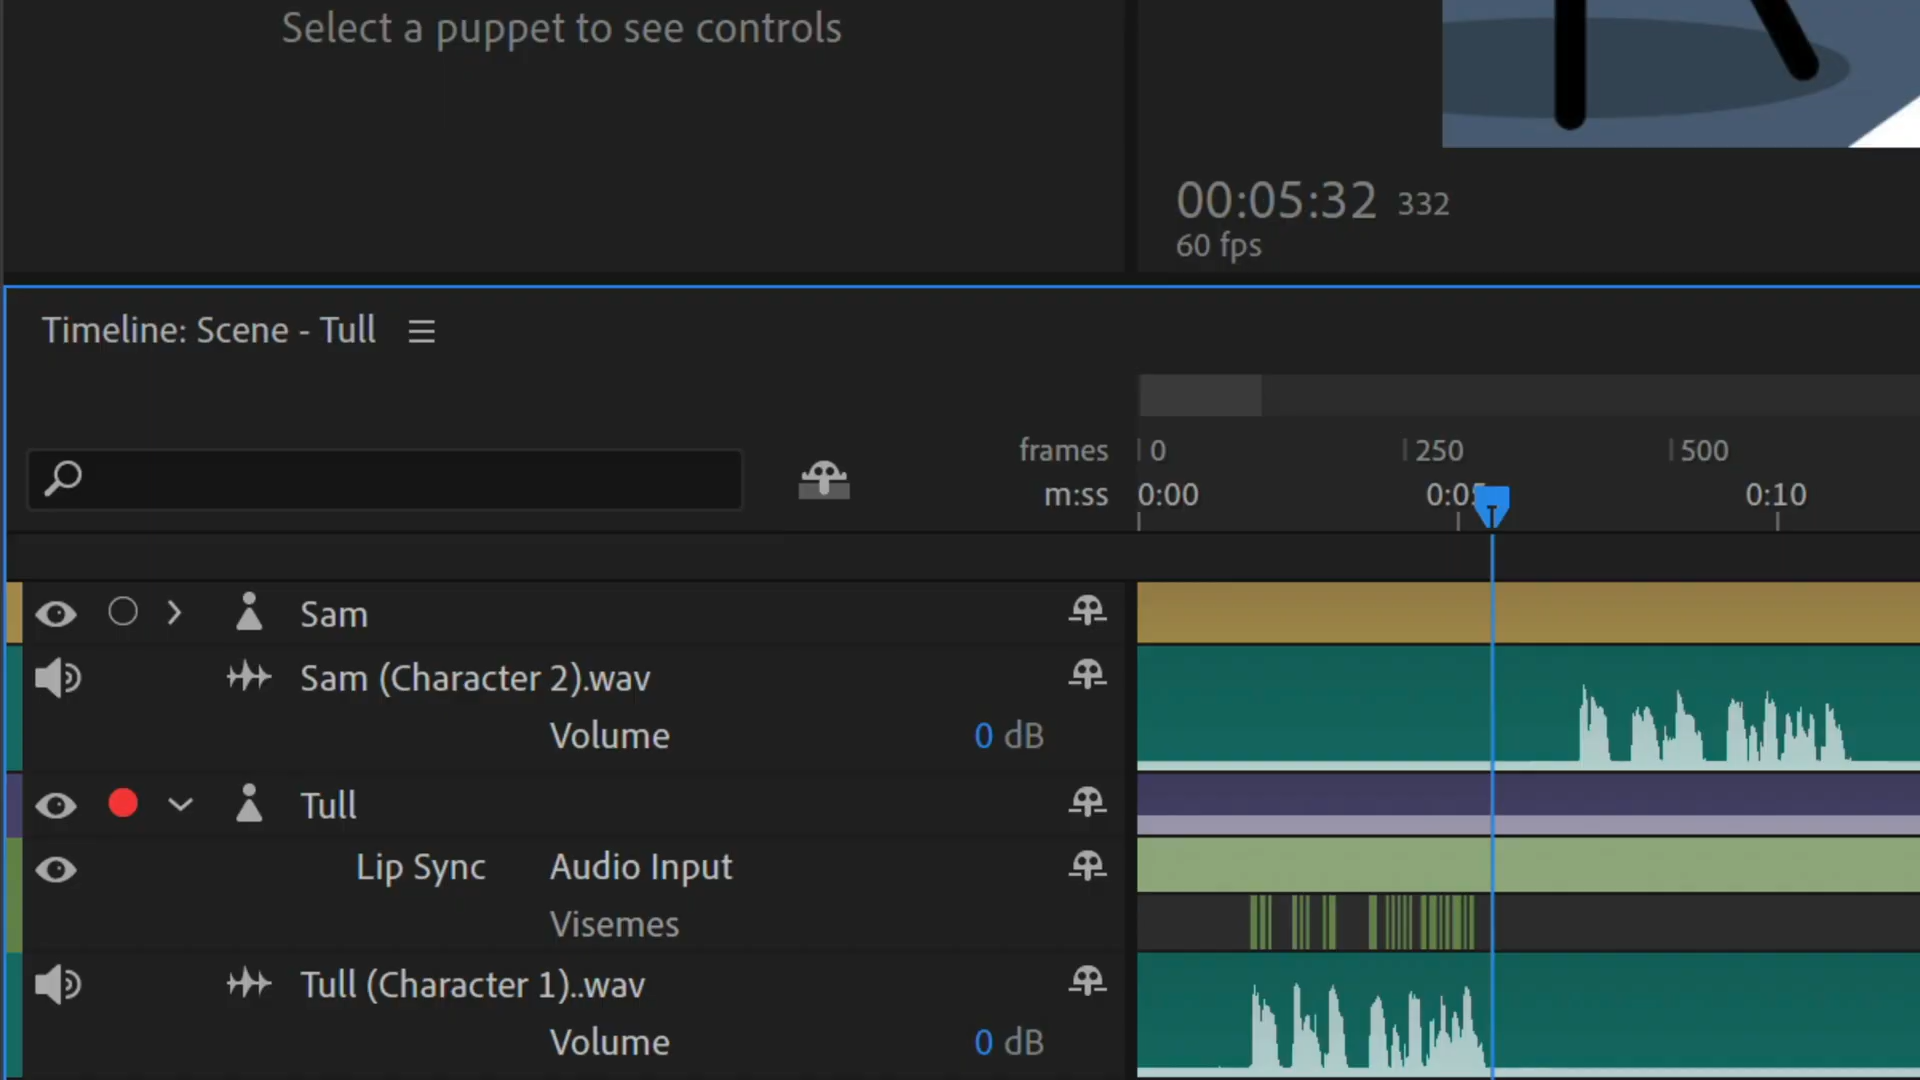 Select a puppet to see controls
00:05:32 332
60 fps
Timeline: Scene - Tull
frames 0 250 500
m:ss 0:00 0:05 0:10
Sam
Sam (Character 2).wav
Volume 0 dB
Tull
Lip Sync Audio Input
Visemes
Tull (Character 1)..wav
Volume 0 dB